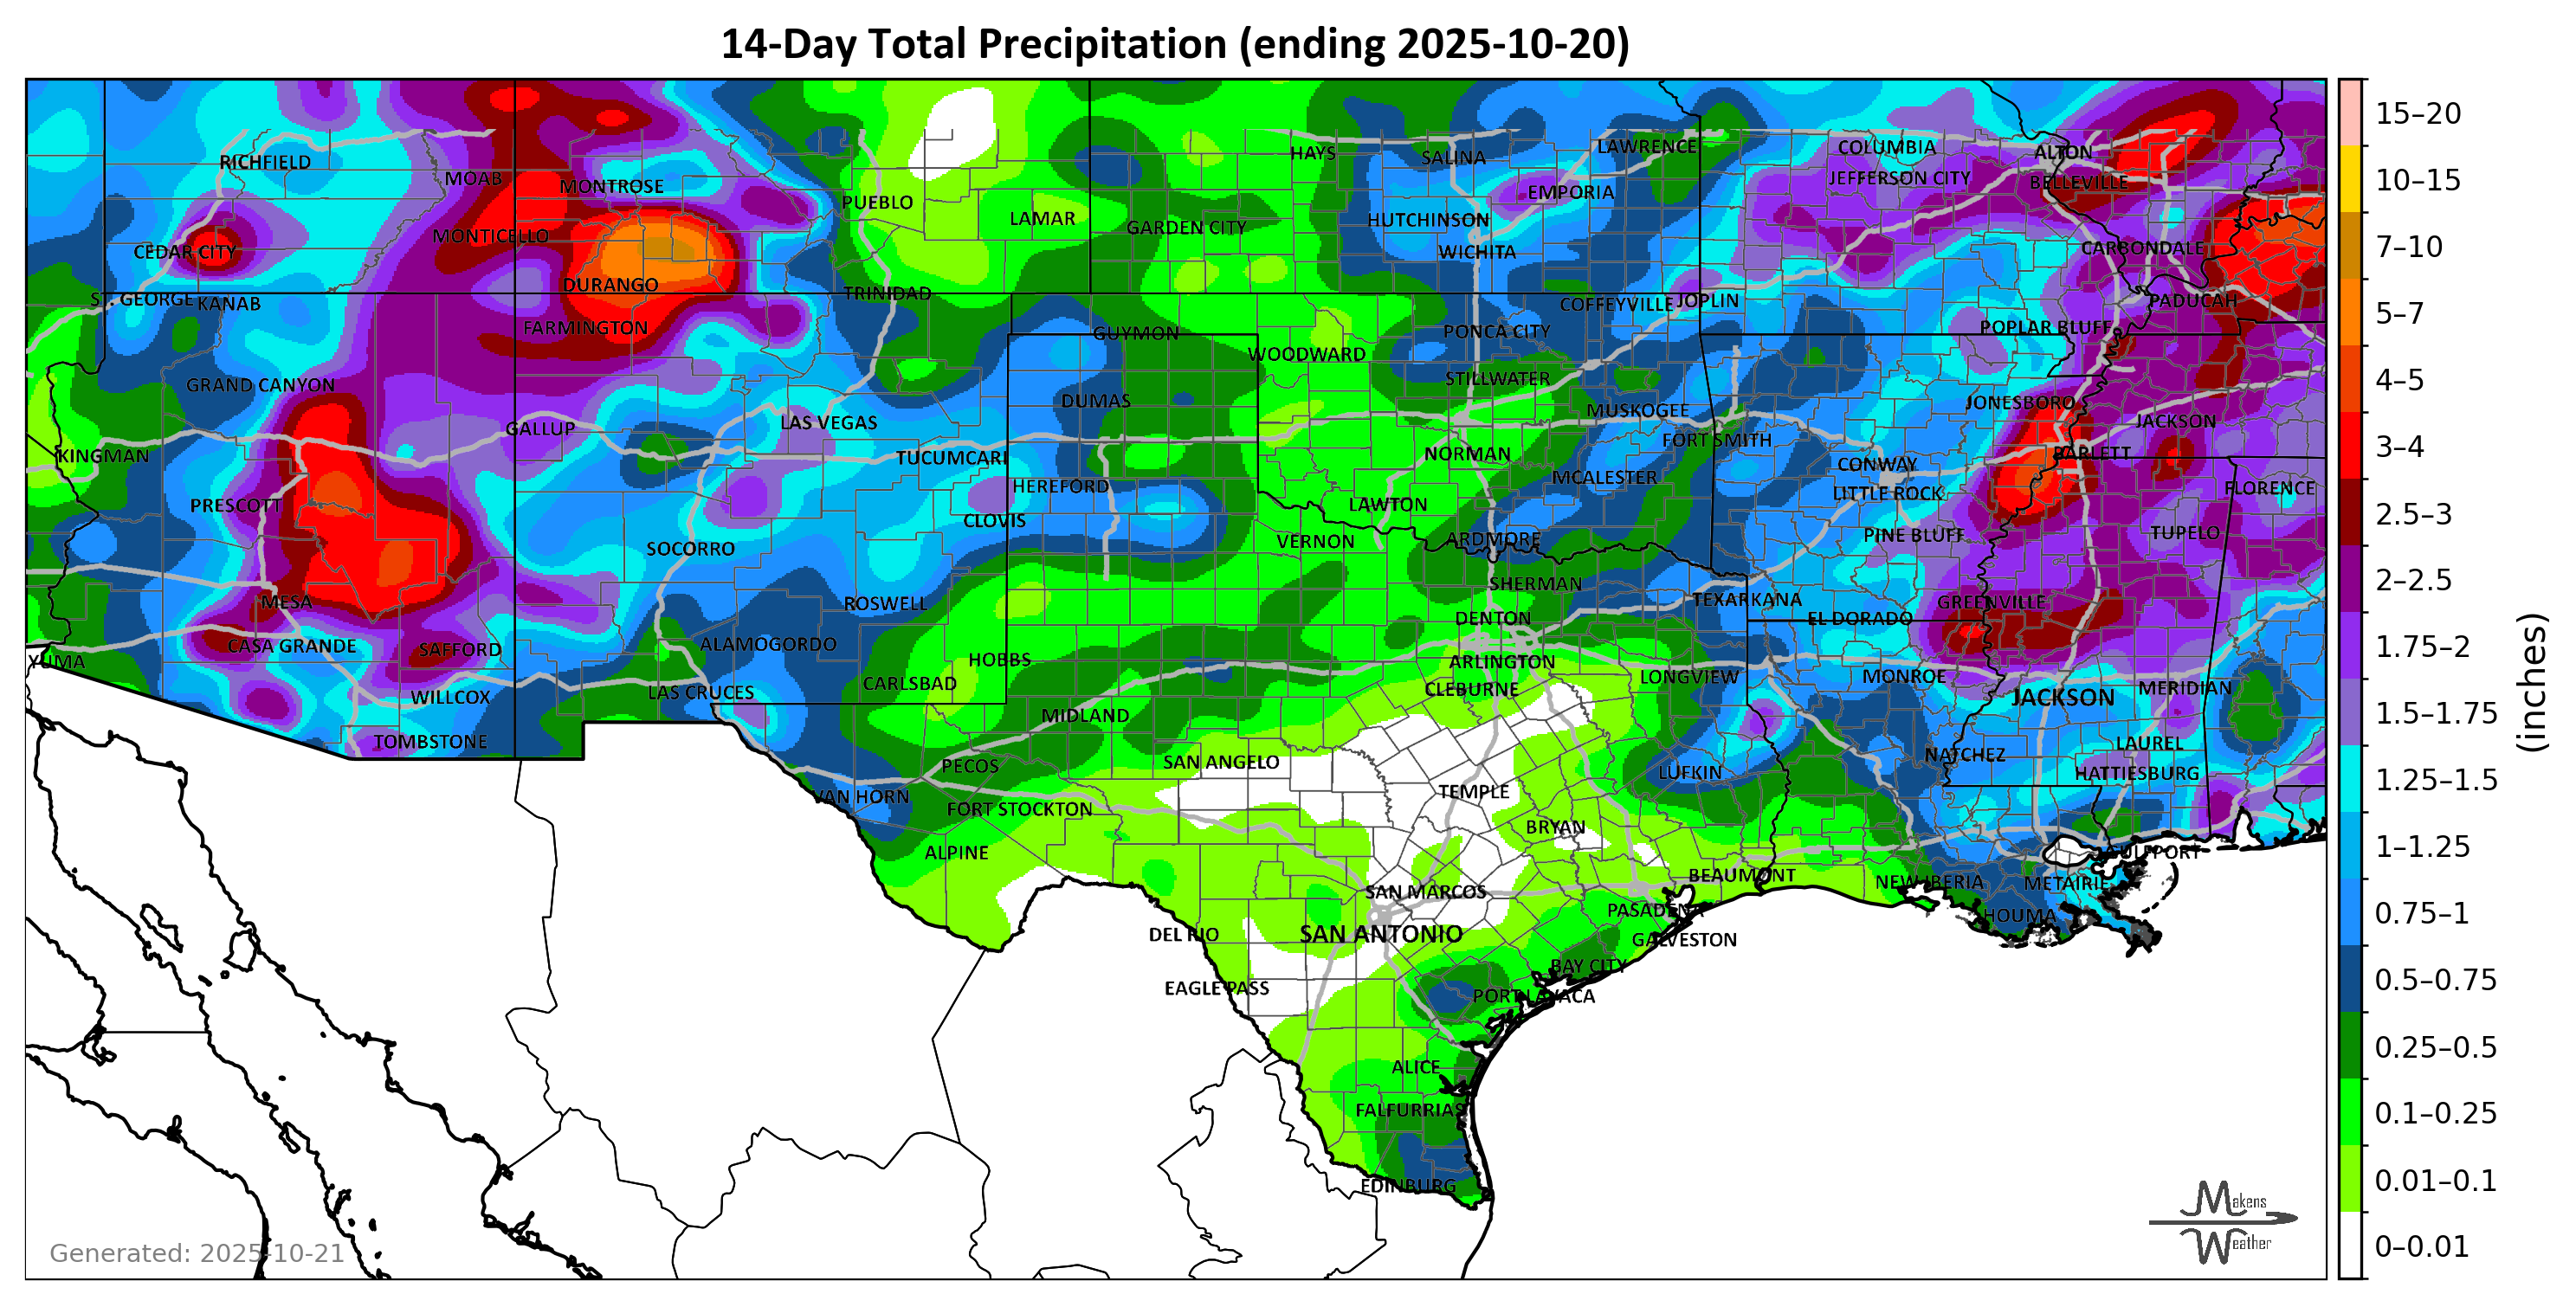 14-Day Total Precipitation (ending 2025-10-20)
RICHFIELD
MOAB
MONTROSE
PUEBLO
LAMAR
HAYS
SALINA
LAWRENCE
COLUMBIA
ALTON
JEFFERSON CITY
BELLEVILLE
EMPORIA
HUTCHINSON
GARDEN CITY
WICHITA
MONTICELLO
CEDAR CITY
CARBONDALE
DURANGO
TRINIDAD
GEORGE
KANAB
COFFEYVILLE
JOPLIN
PADUCAH
FARMINGTON
GUYMON
PONCA CITY
POPLAR BLUFF
WOODWARD
GRAND CANYON
STILLWATER
DUMAS
MUSKOGEE
JONESBORO
JACKSON
LAS VEGAS
GALLUP
FORT SMITH
KINGMAN
TUCUMCARI
NORMAN
BARLETT
CONWAY
MCALESTER
HEREFORD
LITTLE ROCK
FLORENCE
PRESCOTT
LAWTON
CLOVIS
PINE BLUFF
TUPELO
SOCORRO
VERNON
ARDMORE
SHERMAN
MESA
ROSWELL
TEXARKANA
GREENVILLE
DENTON
EL DORADO
CASA GRANDE
SAFFORD
ALAMOGORDO
YUMA
HOBBS
ARLINGTON
LONGVIEW
MONROE
CARLSBAD
CLEBURNE
LAS CRUCES
WILLCOX
JACKSON
MERIDIAN
MIDLAND
TOMBSTONE
LAUREL
NATCHEZ
PECOS
SAN ANGELO
LUFKIN
HATTIESBURG
VAN HORN
FORT STOCKTON
TEMPLE
BRYAN
ALPINE
GULFPORT
BEAUMONT
NEW IBERIA
METAIRIE
SAN MARCOS
PASADENA
HOUMA
DEL RIO
SAN ANTONIO
GALVESTON
BAY CITY
EAGLE PASS
PORT LAVACA
ALICE
FALFURRIAS
EDINBURG
15–20
10–15
7–10
5–7
4–5
3–4
2.5–3
2–2.5
1.75–2
1.5–1.75
1.25–1.5
1–1.25
0.75–1
0.5–0.75
0.25–0.5
0.1–0.25
0.01–0.1
0–0.01
(inches)
Generated: 2025-10-21
Makens
Weather